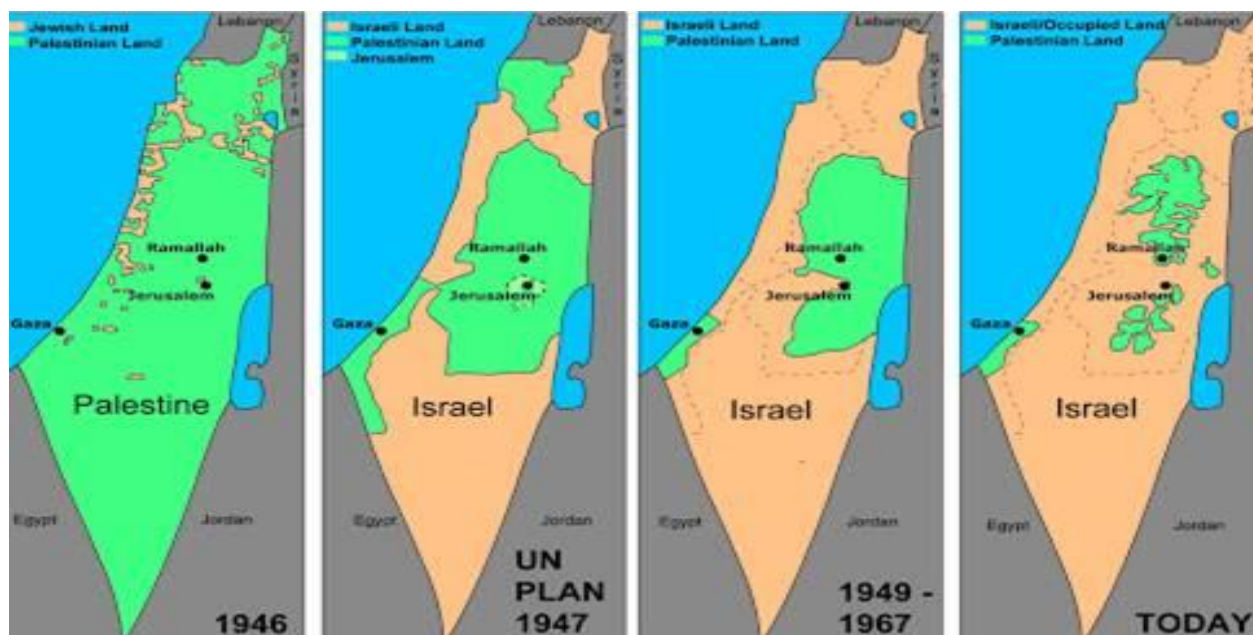 Jewish Land
Palestinian Land
Lebanon
Syria
Ramallah
Jerusalem
Gaza
Palestine
Egypt
Jordan
1946
Israeli Land
Palestinian Land
Jerusalem
Lebanon
Syria
Ramallah
Jerusalem
Gaza
Israel
Egypt
Jordan
UN
PLAN
1947
Israeli Land
Palestinian Land
Lebanon
Syria
Ramallah
Jerusalem
Gaza
Israel
Egypt
Jordan
1949 -
1967
Israeli/Occupied Land
Palestinian Land
Lebanon
Syria
Ramallah
Jerusalem
Gaza
Israel
Egypt
Jordan
TODAY